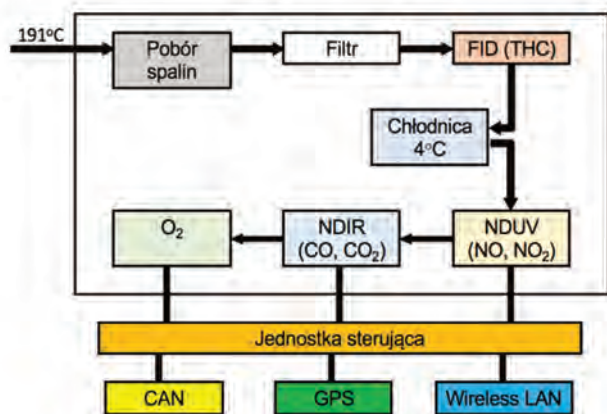 191°C
Pobór
spalin
Filtr
FID (THC)
Chłodnica
4°C
O₂
NDIR
(CO, CO₂)
NDUV
(NO, NO₂)
Jednostka sterująca
CAN
GPS
Wireless LAN